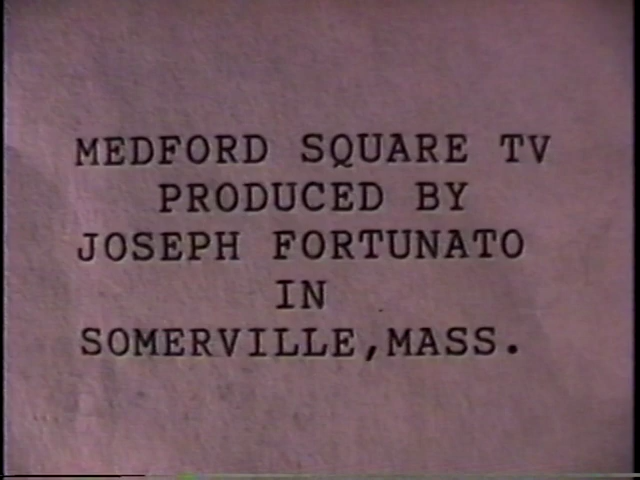 MEDFORD SQUARE TV
PRODUCED BY
JOSEPH FORTUNATO
IN
SOMERVILLE,MASS.